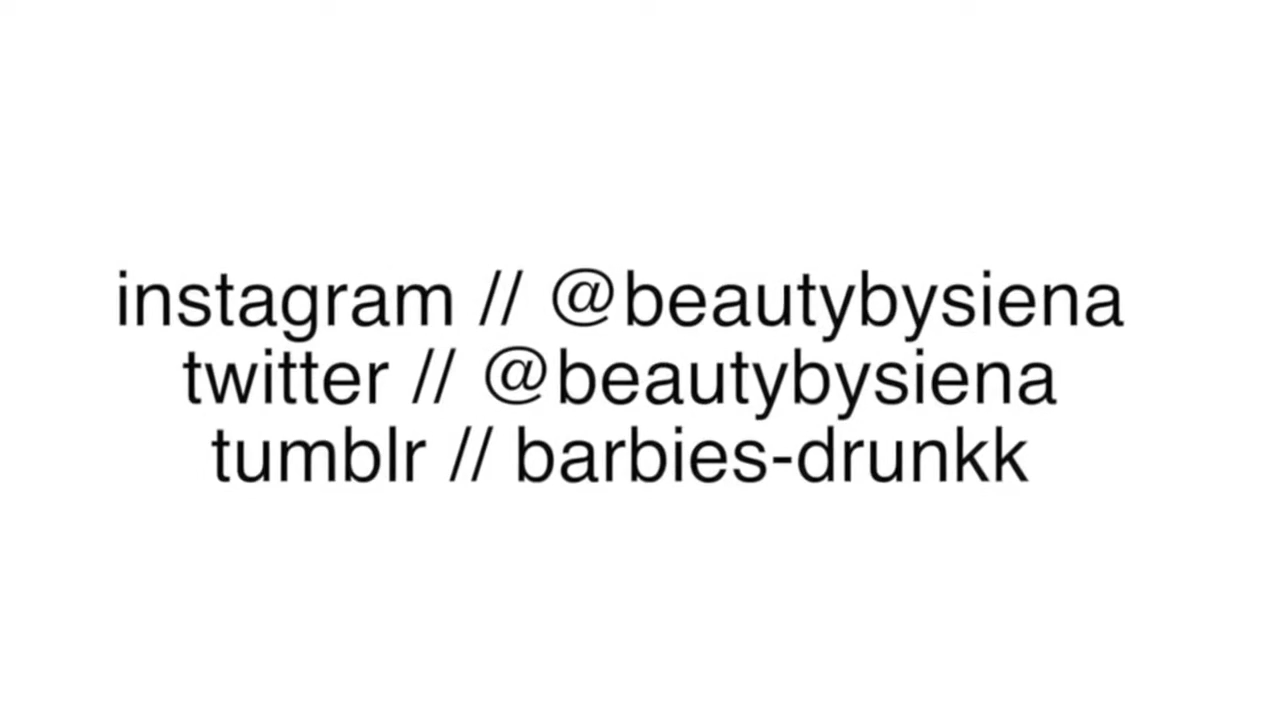 instagram // @beautybysiena
twitter // @beautybysiena
tumblr // barbies-drunkk